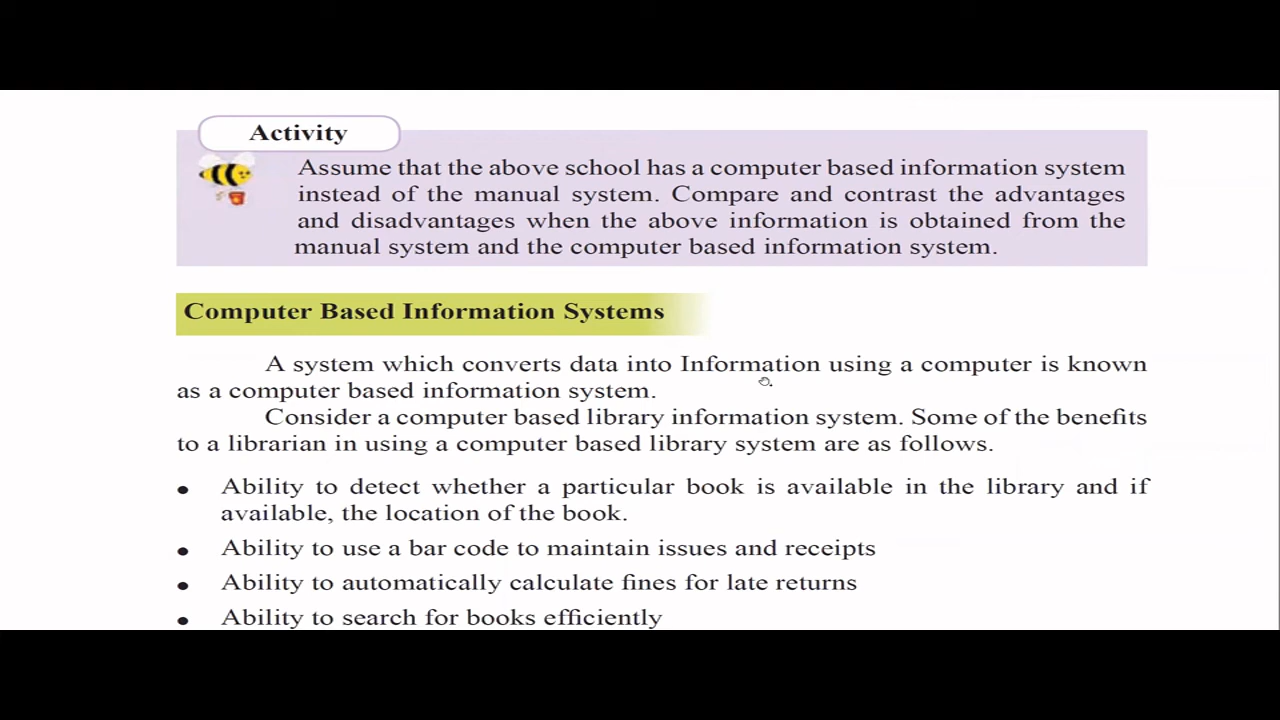 Activity
Assume that the above school has a computer based information system
instead of the manual system. Compare and contrast the advantages
and disadvantages when the above information is obtained from the
manual system and the computer based information system.
Computer Based Information Systems
A system which converts data into Information using a computer is known
as a computer based information system.
Consider a computer based library information system. Some of the benefits
to a librarian in using a computer based library system are as follows.
• Ability to detect whether a particular book is available in the library and if
available, the location of the book.
• Ability to use a bar code to maintain issues and receipts
• Ability to automatically calculate fines for late returns
• Ability to search for books efficiently